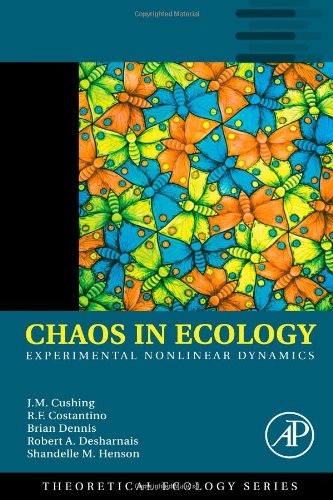 CHAOS IN ECOLOGY
EXPERIMENTAL NONLINEAR DYNAMICS
J.M. Cushing
R.F. Costantino
Brian Dennis
Robert A. Desharnais
Shandelle M. Henson
AP
THEORETICAL ECOLOGY SERIES